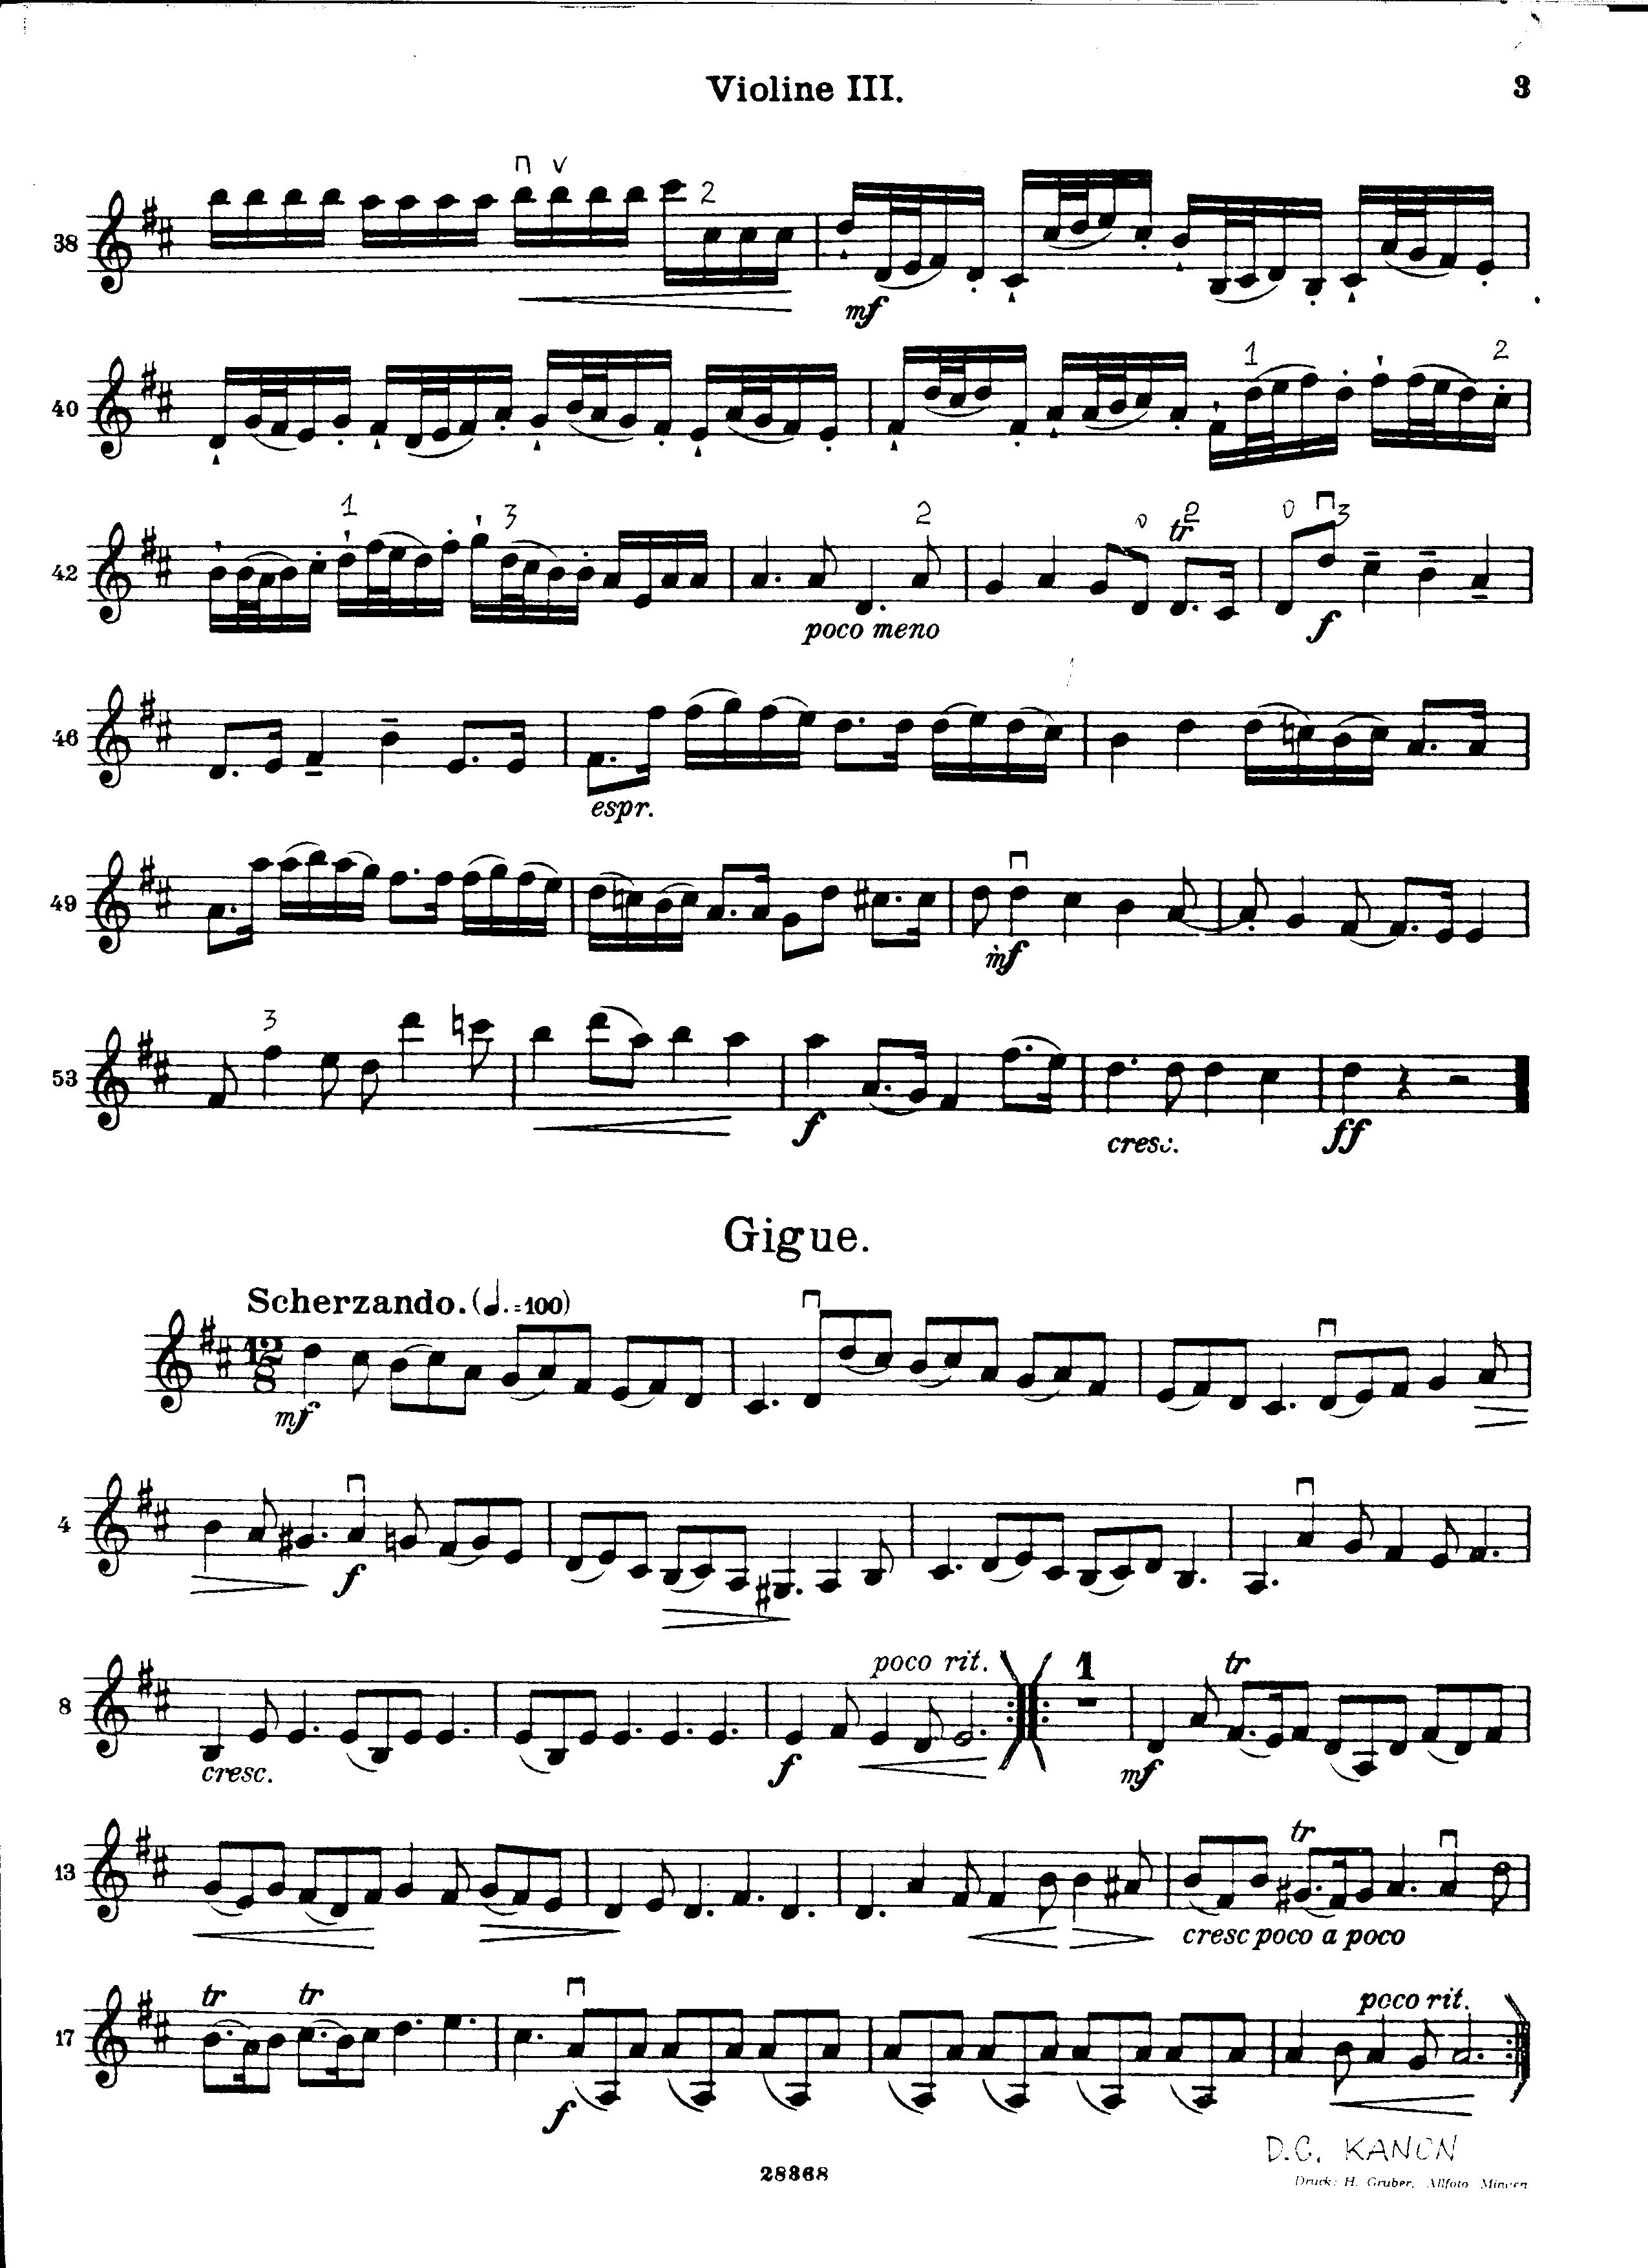 Violine III.
3
2
38
mf
1 2
40
1 3 2 0 2 0 3
tr
42
poco meno
f
46
espr.
49
mf
3
53
f
cresc.
ff
Gigue.
Scherzando. (♩. = 100)
12
8
mf
4
f
poco rit. 1 tr
8
cresc.
f
mf
tr
13
cresc poco a poco
tr tr poco rit.
17
f
D.C. KANON
28368
Druck: H. Gruber, Allfoto